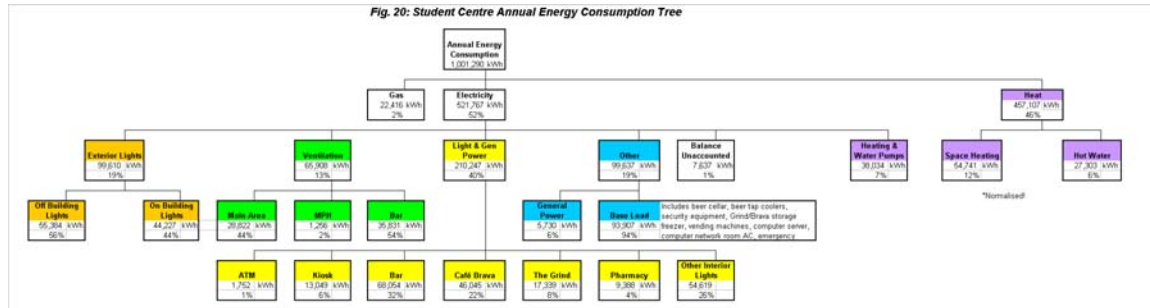 Fig. 20: Student Centre Annual Energy Consumption Tree
Annual Energy
Consumption
1,001,290 kWh
Gas
22,416 kWh
2%
Electricity
521,767 kWh
52%
Heat
457,107 kWh
46%
Exterior Lights
99,610 kWh
19%
Ventilation
65,908 kWh
13%
Light & Gen
Power
210,247 kWh
40%
Other
99,637 kWh
19%
Balance
Unaccounted
7,637 kWh
1%
Heating &
Water Pumps
38,034 kWh
7%
Space Heating
54,741 kWh
12%
Hot Water
27,303 kWh
6%
*Normalised!
Off Building
Lights
55,384 kWh
56%
On Building
Lights
44,227 kWh
44%
Main Area
28,822 kWh
44%
MPH
1,256 kWh
2%
Bar
35,831 kWh
54%
General
Power
5,730 kWh
6%
Base Load
93,907 kWh
94%
Includes beer cellar, beer tap coolers,
security equipment, Grind/Brava storage
freezer, vending machines, computer server,
computer network room AC, emergency
ATM
1,752 kWh
1%
Kiosk
13,049 kWh
6%
Bar
68,054 kWh
32%
Café Brava
46,045 kWh
22%
The Grind
17,339 kWh
8%
Pharmacy
9,388 kWh
4%
Other Interior
Lights
54,619
26%